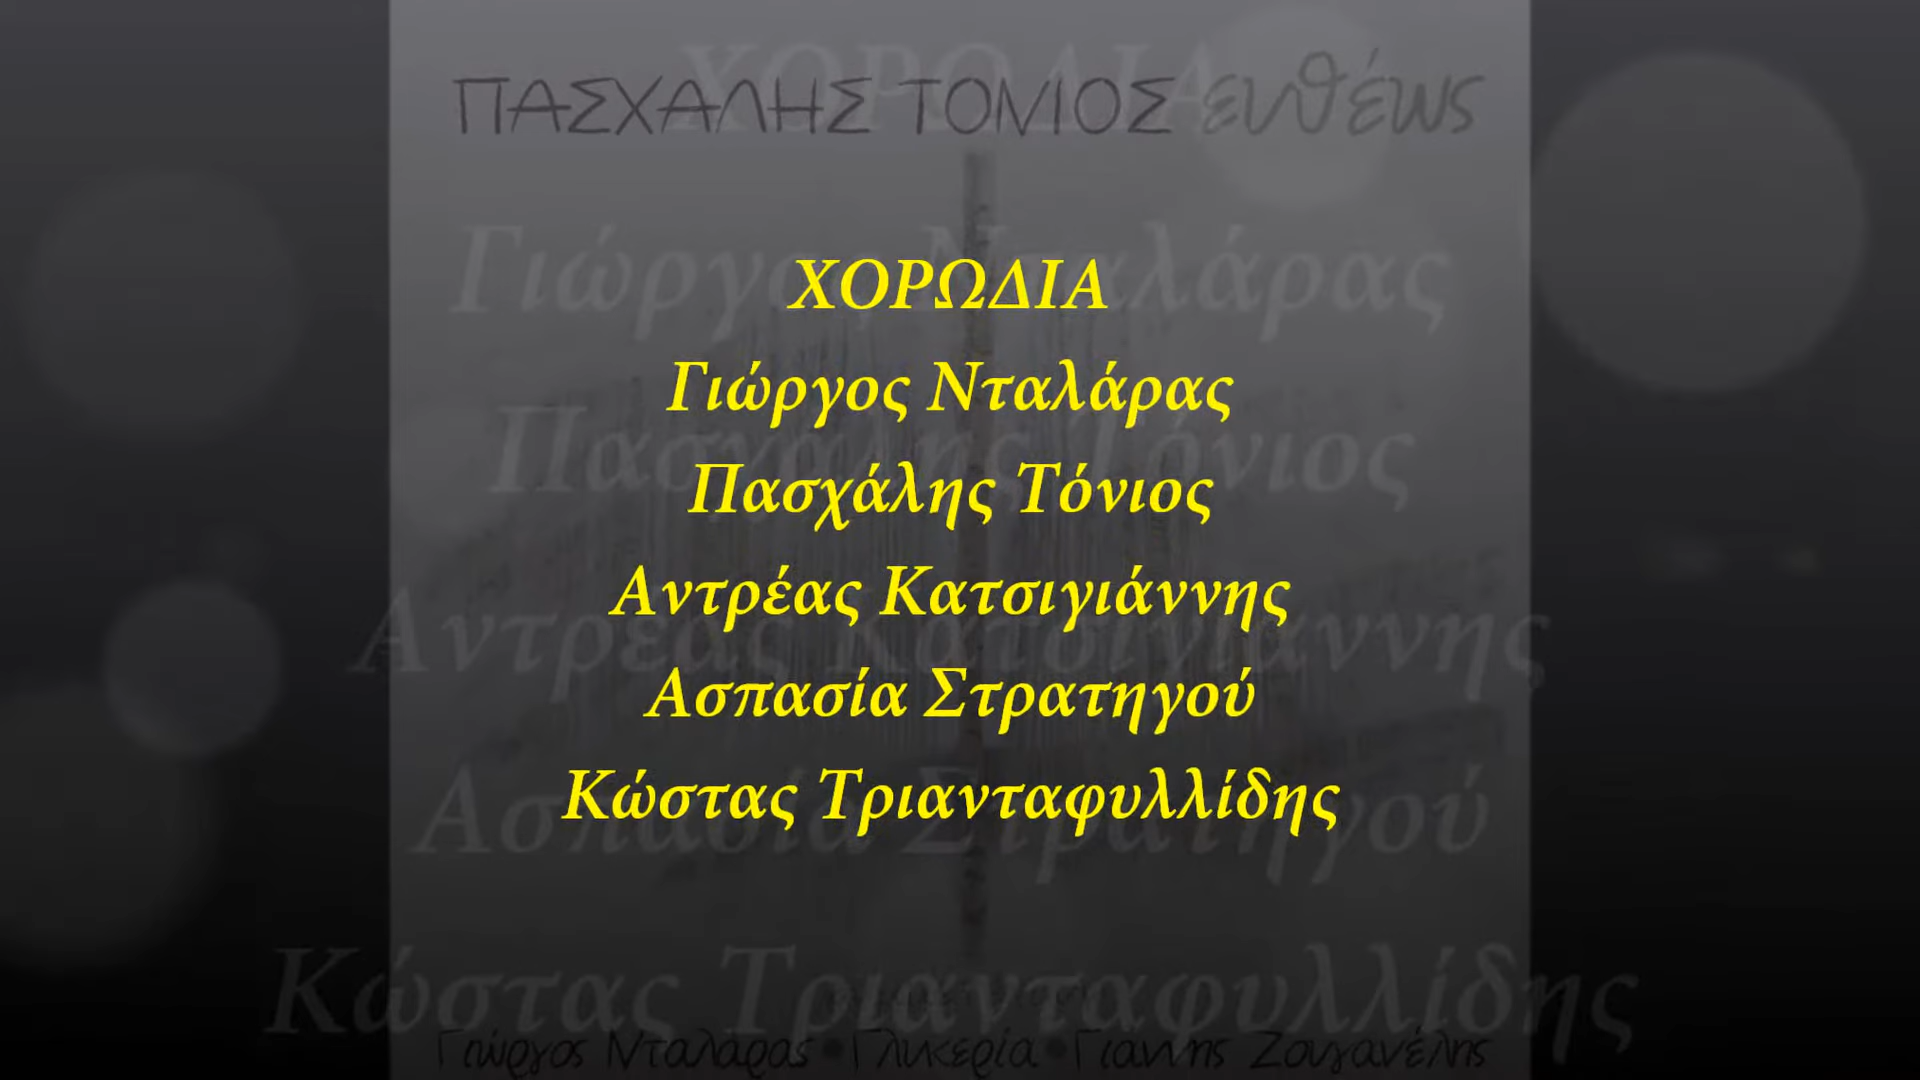 ΠΑΣΧΑΛΗΣ ΤΟΝΙΟΣ ευθέως
ΧΟΡΩΔΙΑ
Γιώργος Νταλάρας
Πασχάλης Τόνιος
Αντρέας Κατσιγιάννης
Ασπασία Στρατηγού
Κώστας Τριανταφυλλίδης
Γιώργος Νταλάρας • Γλυκερία • Γιάννης Ζουγανέλης